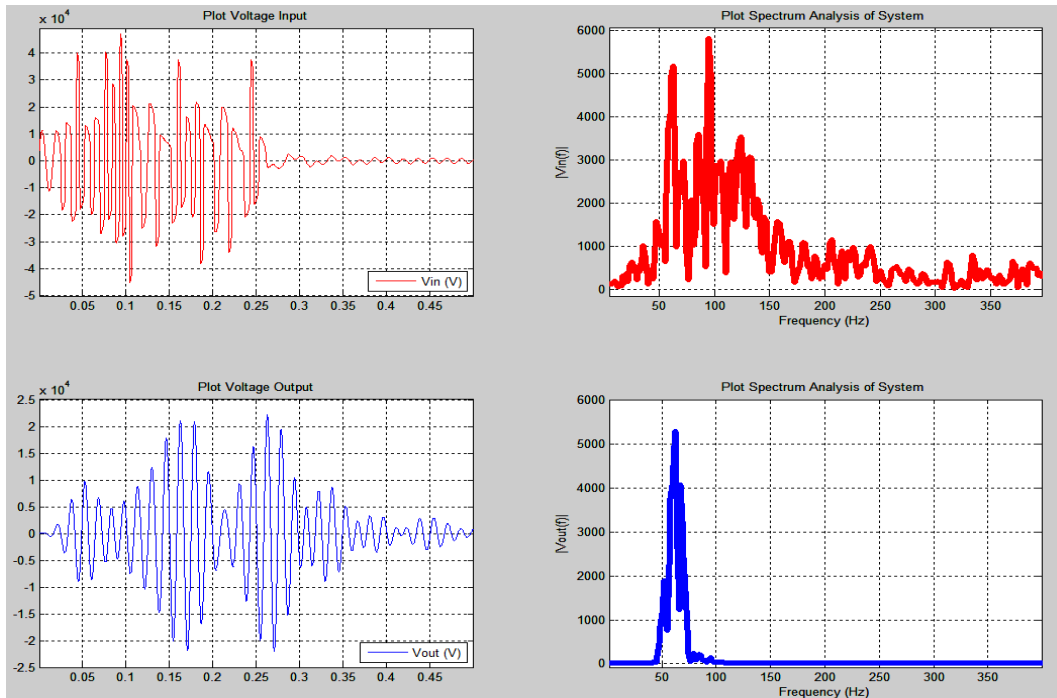 Plot Voltage Input
x 10⁴
4
3
2
1
0
-1
-2
-3
-4
-5
0.05 0.1 0.15 0.2 0.25 0.3 0.35 0.4 0.45
Vin (V)
Plot Spectrum Analysis of System
6000
5000
4000
3000
2000
1000
0
|Vin(f)|
50 100 150 200 250 300 350
Frequency (Hz)
Plot Voltage Output
x 10⁴
2.5
2
1.5
1
0.5
0
-0.5
-1
-1.5
-2
-2.5
0.05 0.1 0.15 0.2 0.25 0.3 0.35 0.4 0.45
Vout (V)
Plot Spectrum Analysis of System
6000
5000
4000
3000
2000
1000
0
|Vout(f)|
50 100 150 200 250 300 350
Frequency (Hz)